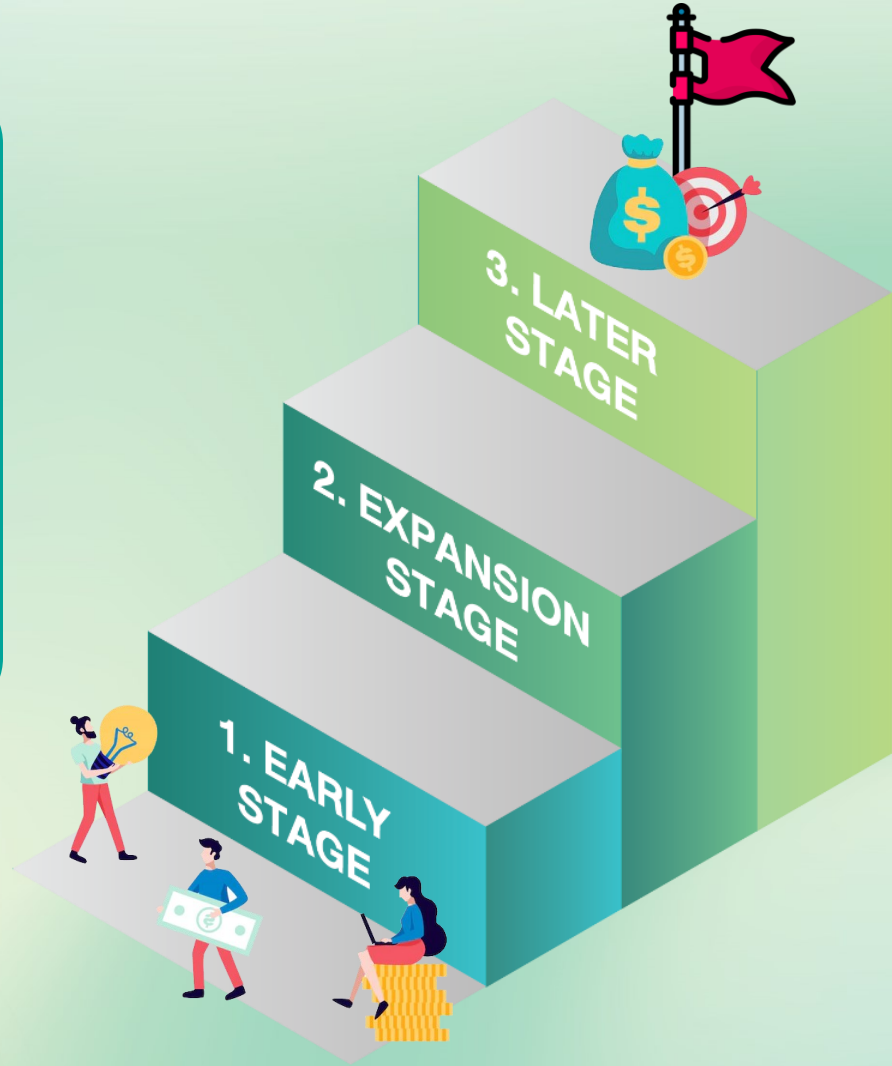 3. LATER
STAGE
2. EXPANSION
STAGE
1. EARLY
STAGE
$
$
$